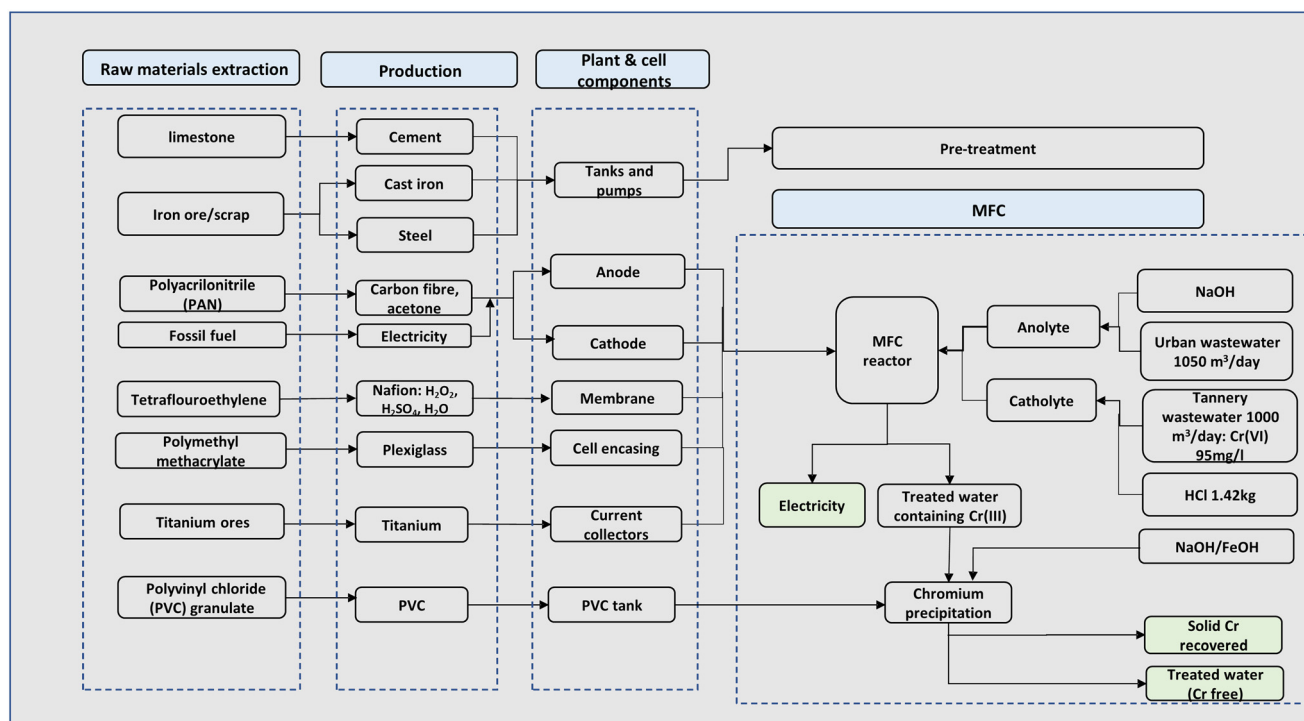 Raw materials extraction
Production
Plant & cell
components
limestone
Cement
Tanks and
pumps
Pre-treatment
Cast iron
Iron ore/scrap
Steel
MFC
Polyacrilonitrile
(PAN)
Carbon fibre,
acetone
Anode
Fossil fuel
Electricity
Cathode
MFC
reactor
Anolyte
NaOH
Urban wastewater
1050 m³/day
Tetraflouroethylene
Nafion: H₂O₂,
H₂SO₄, H₂O
Membrane
Catholyte
Tannery
wastewater 1000
m³/day: Cr(VI)
95mg/l
Polymethyl
methacrylate
Plexiglass
Cell encasing
HCl 1.42kg
Electricity
Treated water
containing Cr(III)
Titanium ores
Titanium
Current
collectors
NaOH/FeOH
Polyvinyl chloride
(PVC) granulate
PVC
PVC tank
Chromium
precipitation
Solid Cr
recovered
Treated water
(Cr free)